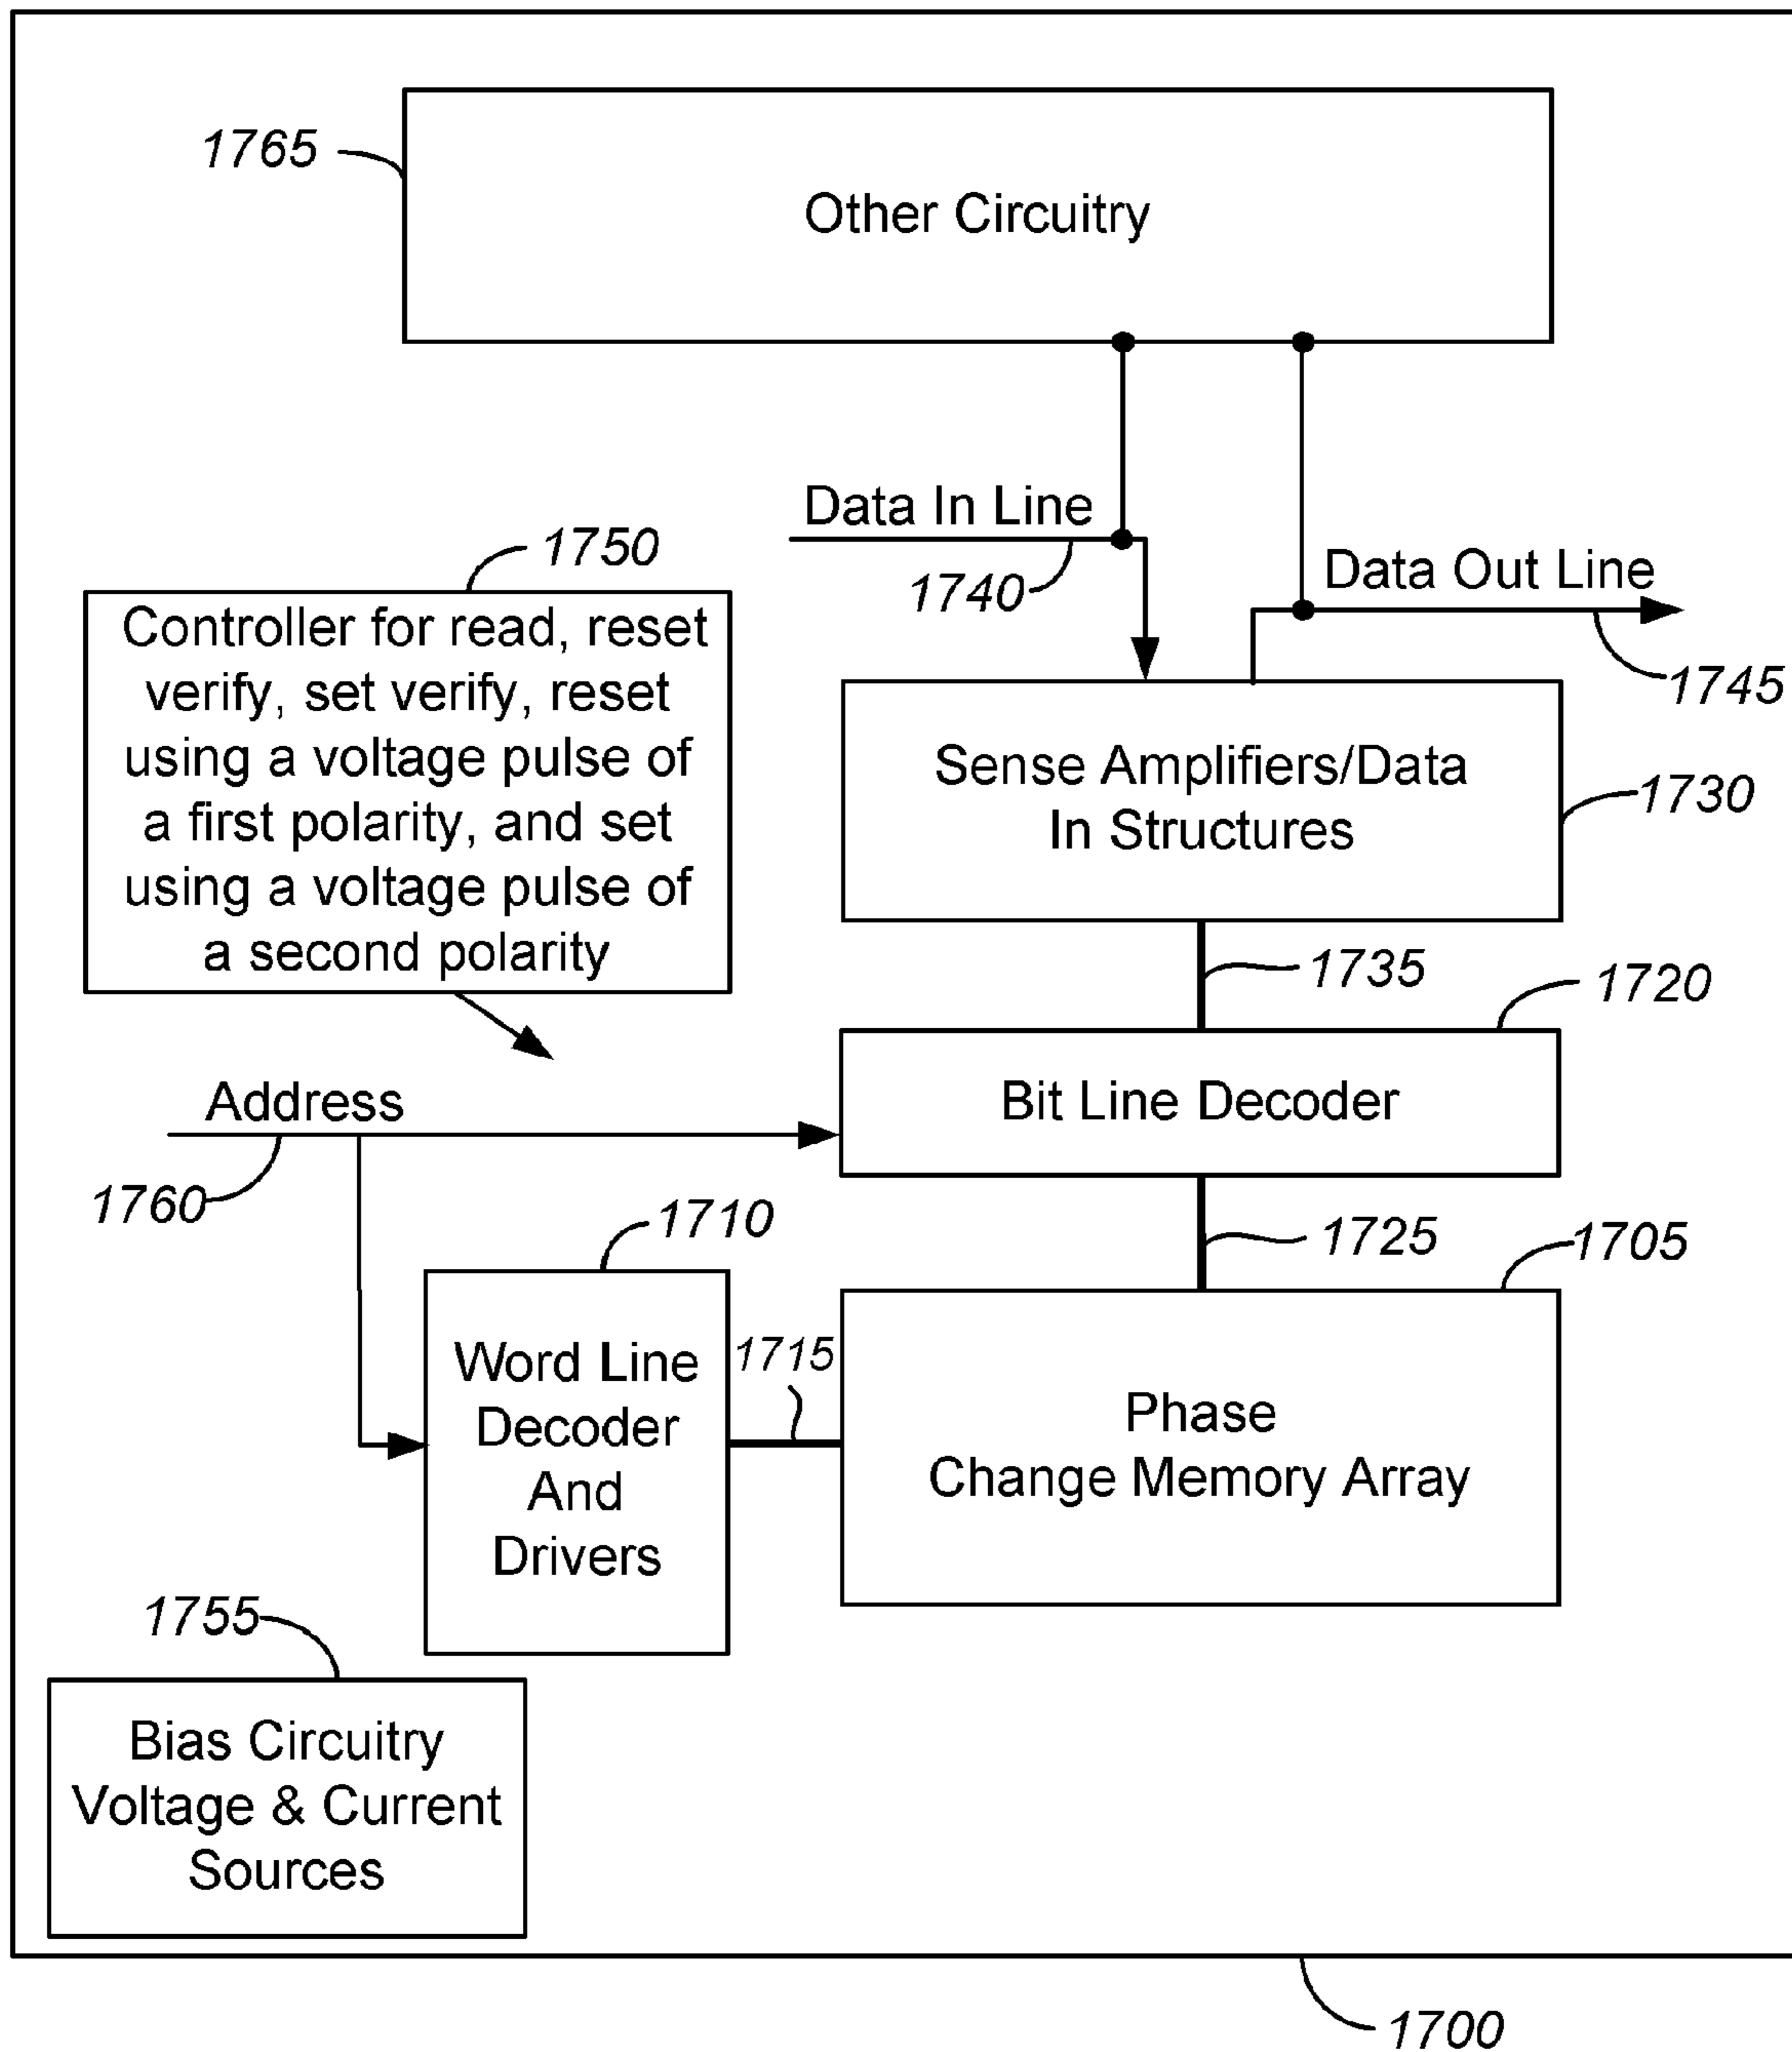 1765
Other Circuitry
Data In Line
1740
Data Out Line
1745
1750
Controller for read, reset
verify, set verify, reset
using a voltage pulse of
a first polarity, and set
using a voltage pulse of
a second polarity
Sense Amplifiers/Data
In Structures
1730
1735
1720
Address
1760
Bit Line Decoder
1725
1705
1710
Word Line
Decoder
And
Drivers
1715
Phase
Change Memory Array
1755
Bias Circuitry
Voltage & Current
Sources
1700